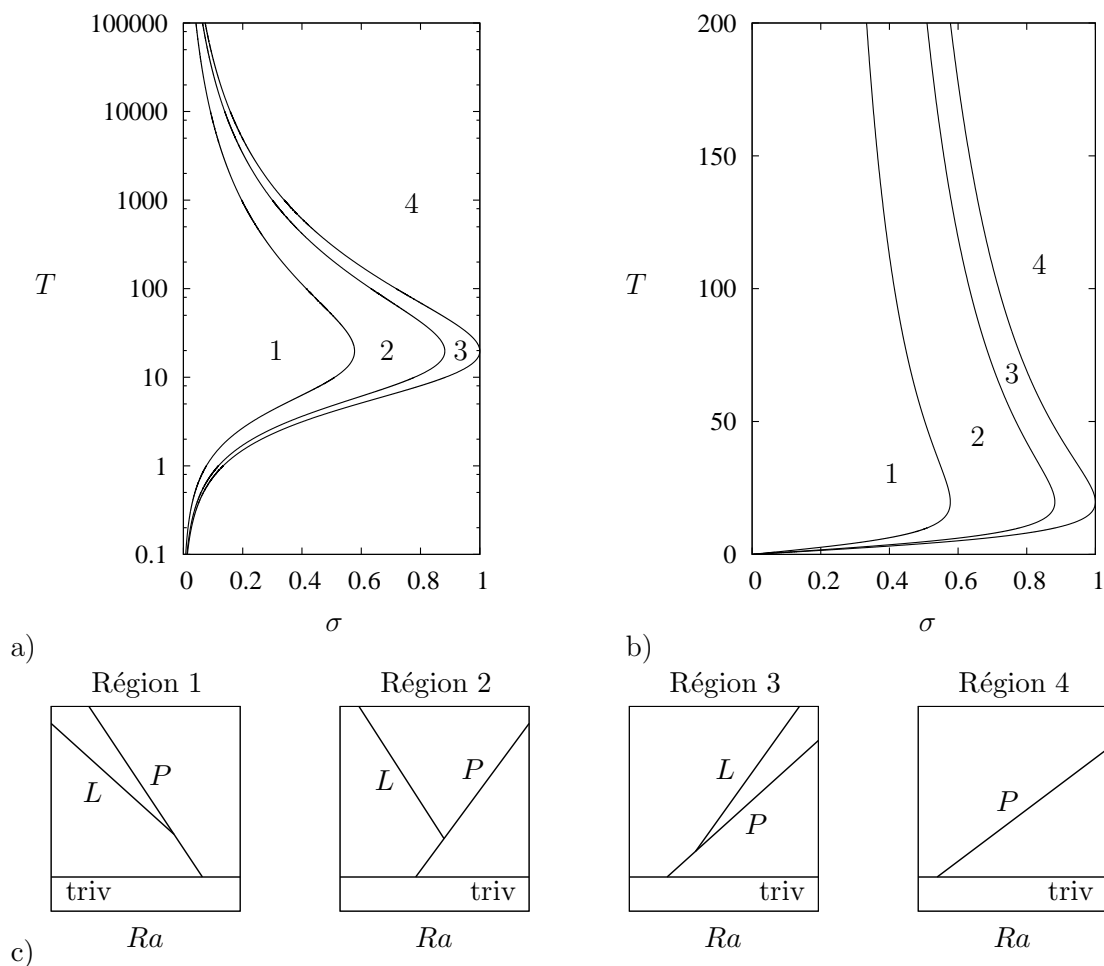 100000
10000
1000
100
10
1
0.1
T
1
2
3
4
0 0.2 0.4 0.6 0.8 1
σ
a)
200
150
100
50
0
T
1
2
3
4
0 0.2 0.4 0.6 0.8 1
σ
b)
Région 1
L
P
triv
Ra
Région 2
L
P
triv
Ra
Région 3
L
P
triv
Ra
Région 4
P
triv
Ra
c)